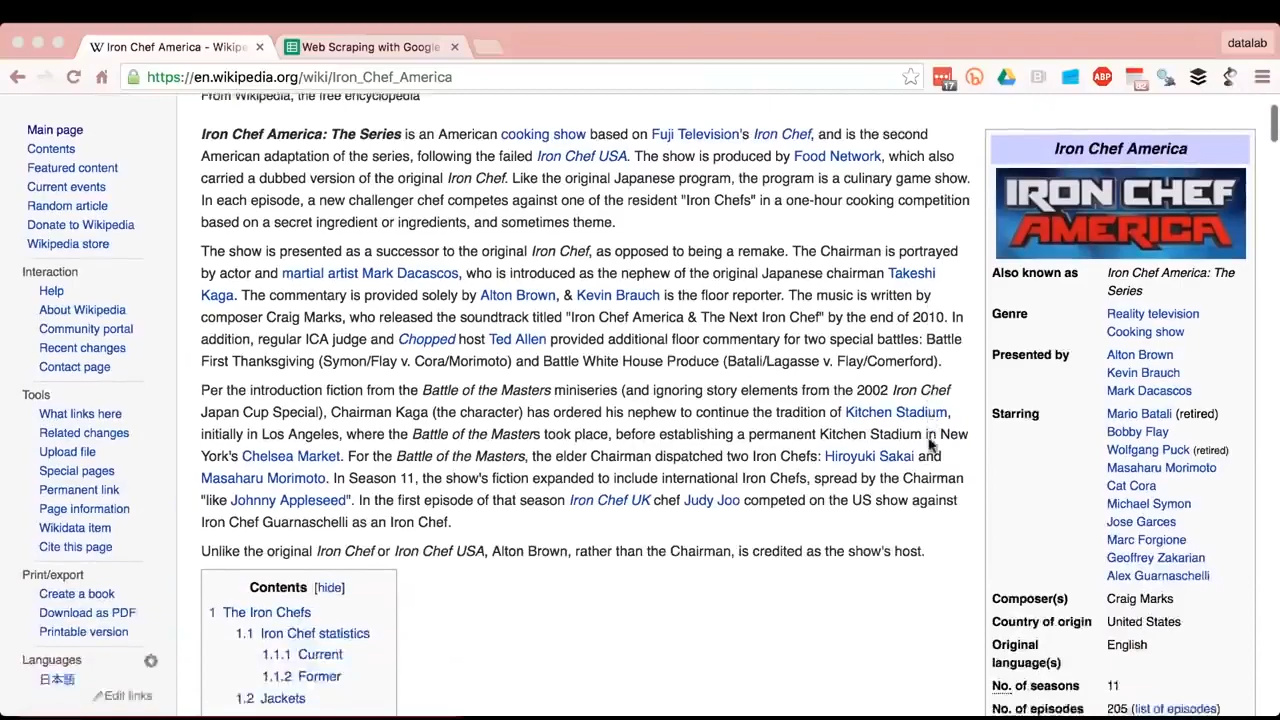 Iron Chef America - Wikipe
Web Scraping with Google
datalab
https://en.wikipedia.org/wiki/Iron_Chef_America
17
ABP
62
From Wikipedia, the free encyclopedia
Main page
Contents
Featured content
Current events
Random article
Donate to Wikipedia
Wikipedia store
Interaction
Help
About Wikipedia
Community portal
Recent changes
Contact page
Tools
What links here
Related changes
Upload file
Special pages
Permanent link
Page information
Wikidata item
Cite this page
Print/export
Create a book
Download as PDF
Printable version
Languages
日本語
Edit links
Iron Chef America: The Series is an American cooking show based on Fuji Television's Iron Chef, and is the second
American adaptation of the series, following the failed Iron Chef USA. The show is produced by Food Network, which also
carried a dubbed version of the original Iron Chef. Like the original Japanese program, the program is a culinary game show.
In each episode, a new challenger chef competes against one of the resident "Iron Chefs" in a one-hour cooking competition
based on a secret ingredient or ingredients, and sometimes theme.
The show is presented as a successor to the original Iron Chef, as opposed to being a remake. The Chairman is portrayed
by actor and martial artist Mark Dacascos, who is introduced as the nephew of the original Japanese chairman Takeshi
Kaga. The commentary is provided solely by Alton Brown, & Kevin Brauch is the floor reporter. The music is written by
composer Craig Marks, who released the soundtrack titled "Iron Chef America & The Next Iron Chef" by the end of 2010. In
addition, regular ICA judge and Chopped host Ted Allen provided additional floor commentary for two special battles: Battle
First Thanksgiving (Symon/Flay v. Cora/Morimoto) and Battle White House Produce (Batali/Lagasse v. Flay/Comerford).
Per the introduction fiction from the Battle of the Masters miniseries (and ignoring story elements from the 2002 Iron Chef
Japan Cup Special), Chairman Kaga (the character) has ordered his nephew to continue the tradition of Kitchen Stadium,
initially in Los Angeles, where the Battle of the Masters took place, before establishing a permanent Kitchen Stadium in New
York's Chelsea Market. For the Battle of the Masters, the elder Chairman dispatched two Iron Chefs: Hiroyuki Sakai and
Masaharu Morimoto. In Season 11, the show's fiction expanded to include international Iron Chefs, spread by the Chairman
"like Johnny Appleseed". In the first episode of that season Iron Chef UK chef Judy Joo competed on the US show against
Iron Chef Guarnaschelli as an Iron Chef.
Unlike the original Iron Chef or Iron Chef USA, Alton Brown, rather than the Chairman, is credited as the show's host.
Contents [hide]
1 The Iron Chefs
1.1 Iron Chef statistics
1.1.1 Current
1.1.2 Former
1.2 Jackets
Iron Chef America
IRON CHEF
AMERICA
Also known as Iron Chef America: The
Series
Genre Reality television
Cooking show
Presented by Alton Brown
Kevin Brauch
Mark Dacascos
Starring Mario Batali (retired)
Bobby Flay
Wolfgang Puck (retired)
Masaharu Morimoto
Cat Cora
Michael Symon
Jose Garces
Marc Forgione
Geoffrey Zakarian
Alex Guarnaschelli
Composer(s) Craig Marks
Country of origin United States
Original English
language(s)
No. of seasons 11
No. of episodes 205 (list of episodes)